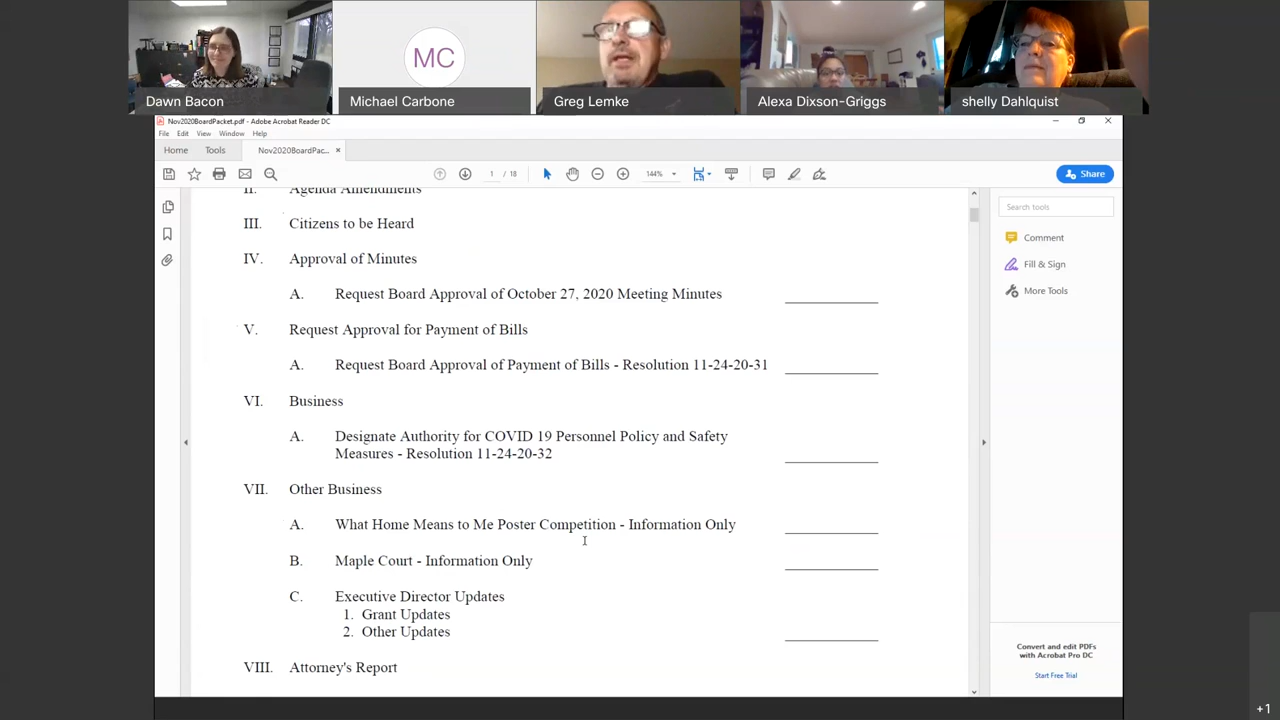 MC
Dawn Bacon
Michael Carbone
Greg Lemke
Alexa Dixson-Griggs
shelly Dahlquist
Nov2020BoardPacket.pdf - Adobe Acrobat Reader DC
File Edit View Window Help
Home Tools Nov2020BoardPac... ×
1 / 18 144% Share
Search tools
Comment
Fill & Sign
More Tools
II. Agenda Amendments
III. Citizens to be Heard
IV. Approval of Minutes
A. Request Board Approval of October 27, 2020 Meeting Minutes
V. Request Approval for Payment of Bills
A. Request Board Approval of Payment of Bills - Resolution 11-24-20-31
VI. Business
A. Designate Authority for COVID 19 Personnel Policy and Safety
Measures - Resolution 11-24-20-32
VII. Other Business
A. What Home Means to Me Poster Competition - Information Only
B. Maple Court - Information Only
C. Executive Director Updates
1. Grant Updates
2. Other Updates
VIII. Attorney's Report
Convert and edit PDFs
with Acrobat Pro DC
Start Free Trial
+1